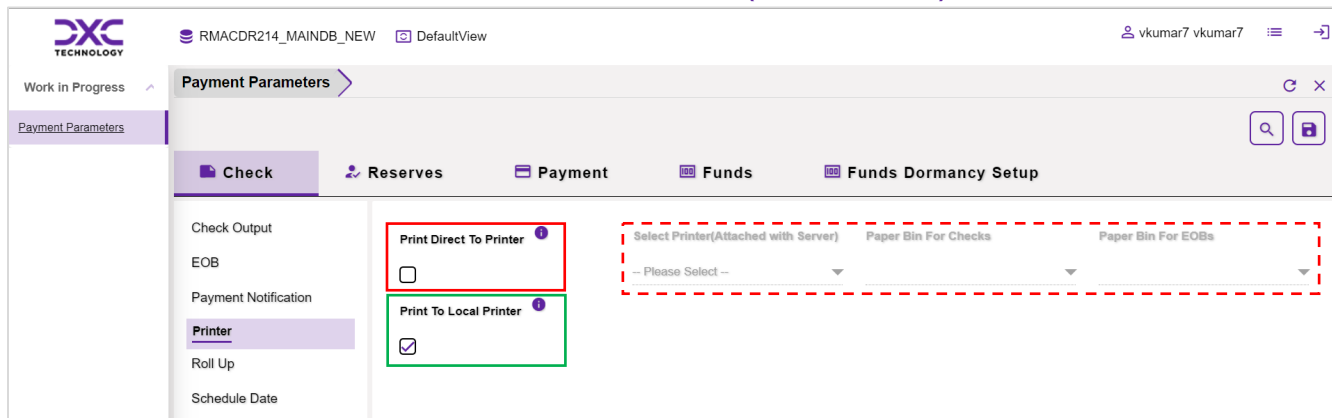 DXC
TECHNOLOGY
RMACDR214_MAINDB_NEW DefaultView
vkumar7 vkumar7
Work in Progress
Payment Parameters
Payment Parameters
Check Reserves Payment Funds Funds Dormancy Setup
Check Output
EOB
Payment Notification
Printer
Roll Up
Schedule Date
Print Direct To Printer
Select Printer(Attached with Server) Paper Bin For Checks Paper Bin For EOBs
-- Please Select --
Print To Local Printer